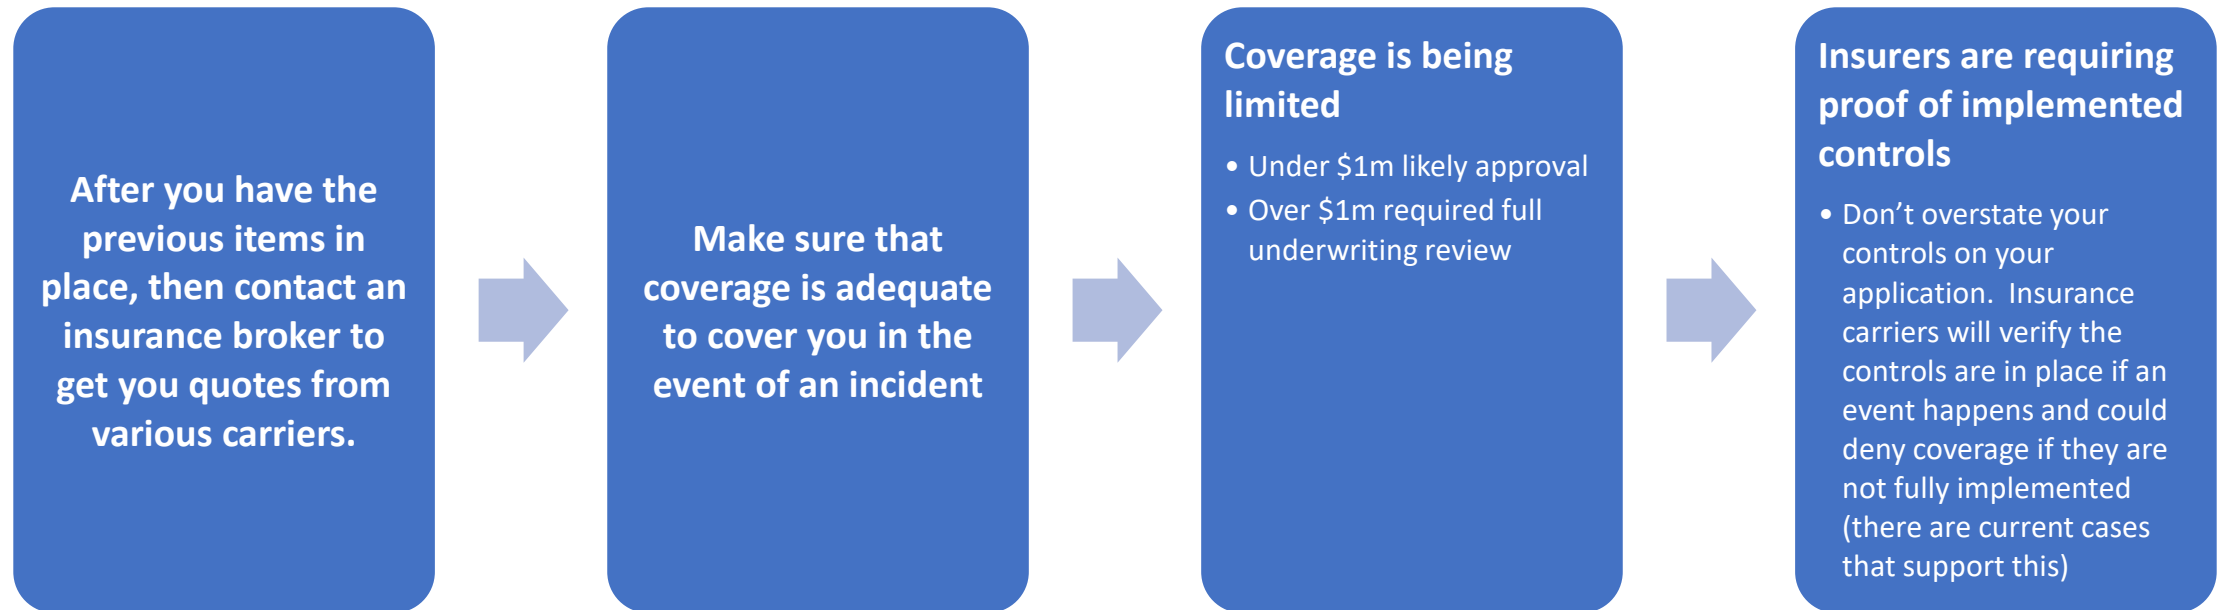 After you have the
previous items in
place, then contact an
insurance broker to
get you quotes from
various carriers.
Make sure that
coverage is adequate
to cover you in the
event of an incident
Coverage is being
limited
• Under $1m likely approval
• Over $1m required full
underwriting review
Insurers are requiring
proof of implemented
controls
• Don’t overstate your
controls on your
application.  Insurance
carriers will verify the
controls are in place if an
event happens and could
deny coverage if they are
not fully implemented
(there are current cases
that support this)